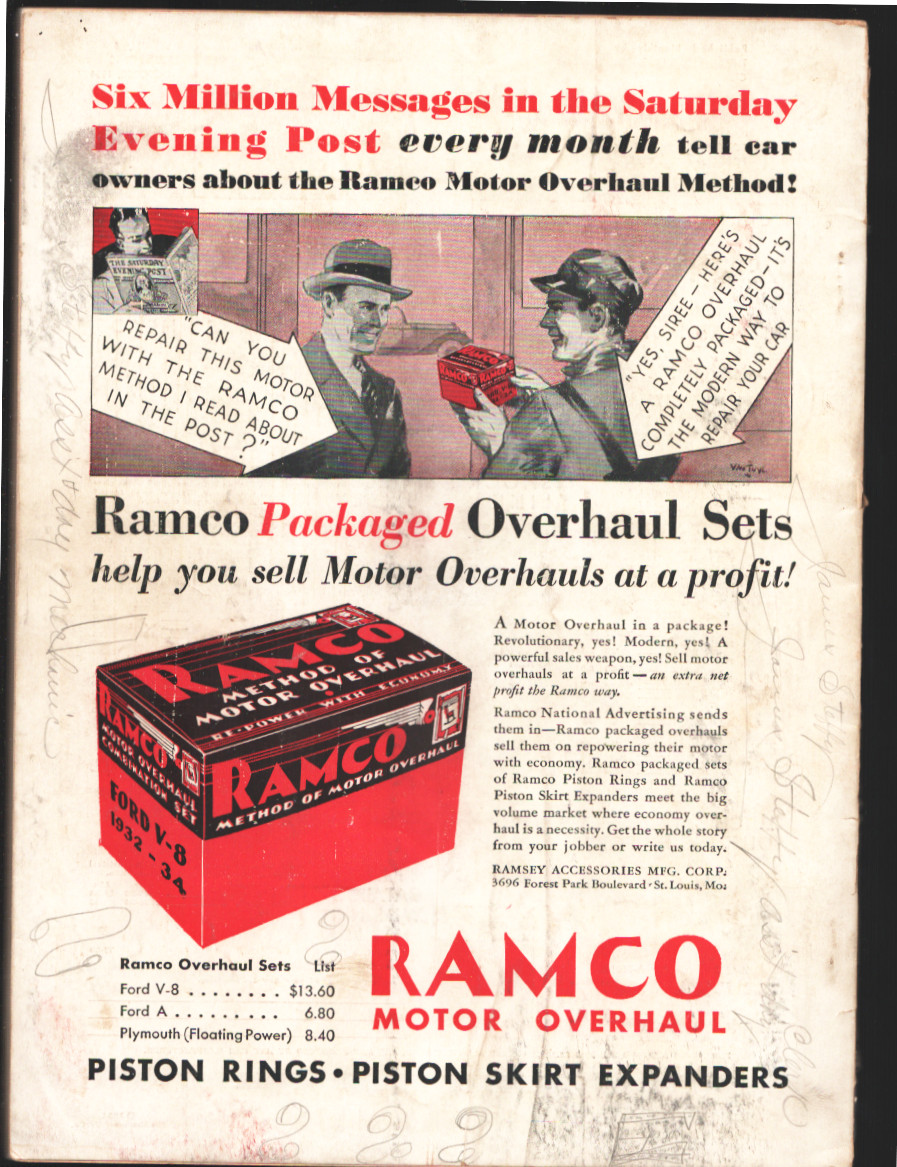 Six Million Messages in the Saturday
Evening Post every month tell car
owners about the Ramco Motor Overhaul Method!
THE SATURDAY
EVENING POST
"CAN YOU
REPAIR THIS MOTOR
WITH THE RAMCO
METHOD I READ ABOUT
IN THE POST?"
RAMCO
RAMCO
RAMCO
"YES, SIREE — HERE'S
A RAMCO OVERHAUL
COMPLETELY PACKAGED — IT'S
THE MODERN WAY TO
REPAIR YOUR CAR
Ramco Packaged Overhaul Sets
help you sell Motor Overhauls at a profit!
RAMCO
METHOD OF
MOTOR OVERHAUL
RE-POWER WITH ECONOMY
RAMCO
METHOD OF MOTOR OVERHAUL
RAMCO
MOTOR OVERHAUL
COMBINATION SET
FORD V-8
1932 - 34
A Motor Overhaul in a package!
Revolutionary, yes! Modern, yes! A
powerful sales weapon, yes! Sell motor
overhauls at a profit — an extra net
profit the Ramco way.
Ramco National Advertising sends
them in—Ramco packaged overhauls
sell them on repowering their motor
with economy. Ramco packaged sets
of Ramco Piston Rings and Ramco
Piston Skirt Expanders meet the big
volume market where economy over-
haul is a necessity. Get the whole story
from your jobber or write us today.
RAMSEY ACCESSORIES MFG. CORP.
3696 Forest Park Boulevard · St. Louis, Mo.
Ramco Overhaul Sets List
Ford V-8 . . . . . . . . $13.60
Ford A . . . . . . . . . 6.80
Plymouth (Floating Power) 8.40
RAMCO
MOTOR OVERHAUL
PISTON RINGS • PISTON SKIRT EXPANDERS